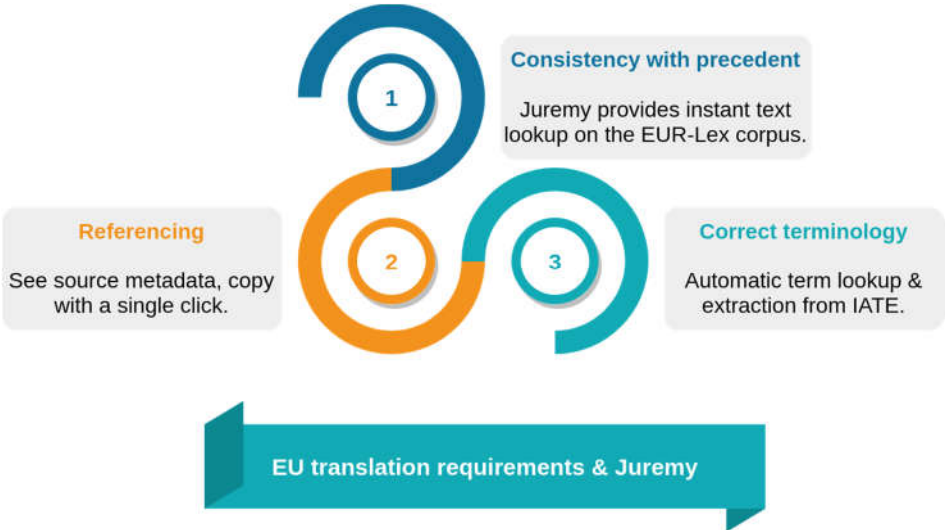 1
Consistency with precedent
Juremy provides instant text
lookup on the EUR-Lex corpus.
Referencing
See source metadata, copy
with a single click.
2
3
Correct terminology
Automatic term lookup &
extraction from IATE.
EU translation requirements & Juremy